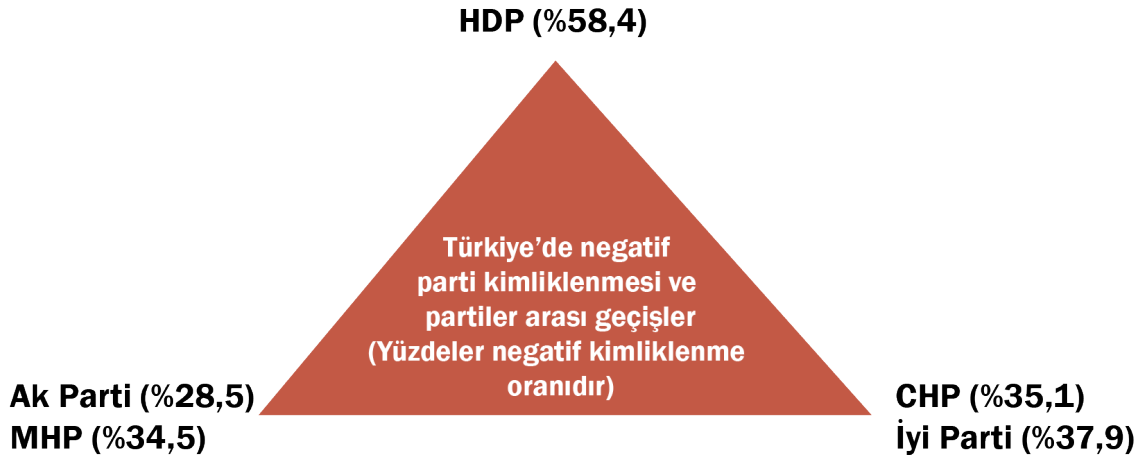 HDP (%58,4)
Türkiye’de negatif
parti kimliklenmesi ve
partiler arası geçişler
(Yüzdeler negatif kimliklenme
oranıdır)
Ak Parti (%28,5)
MHP (%34,5)
CHP (%35,1)
İyi Parti (%37,9)